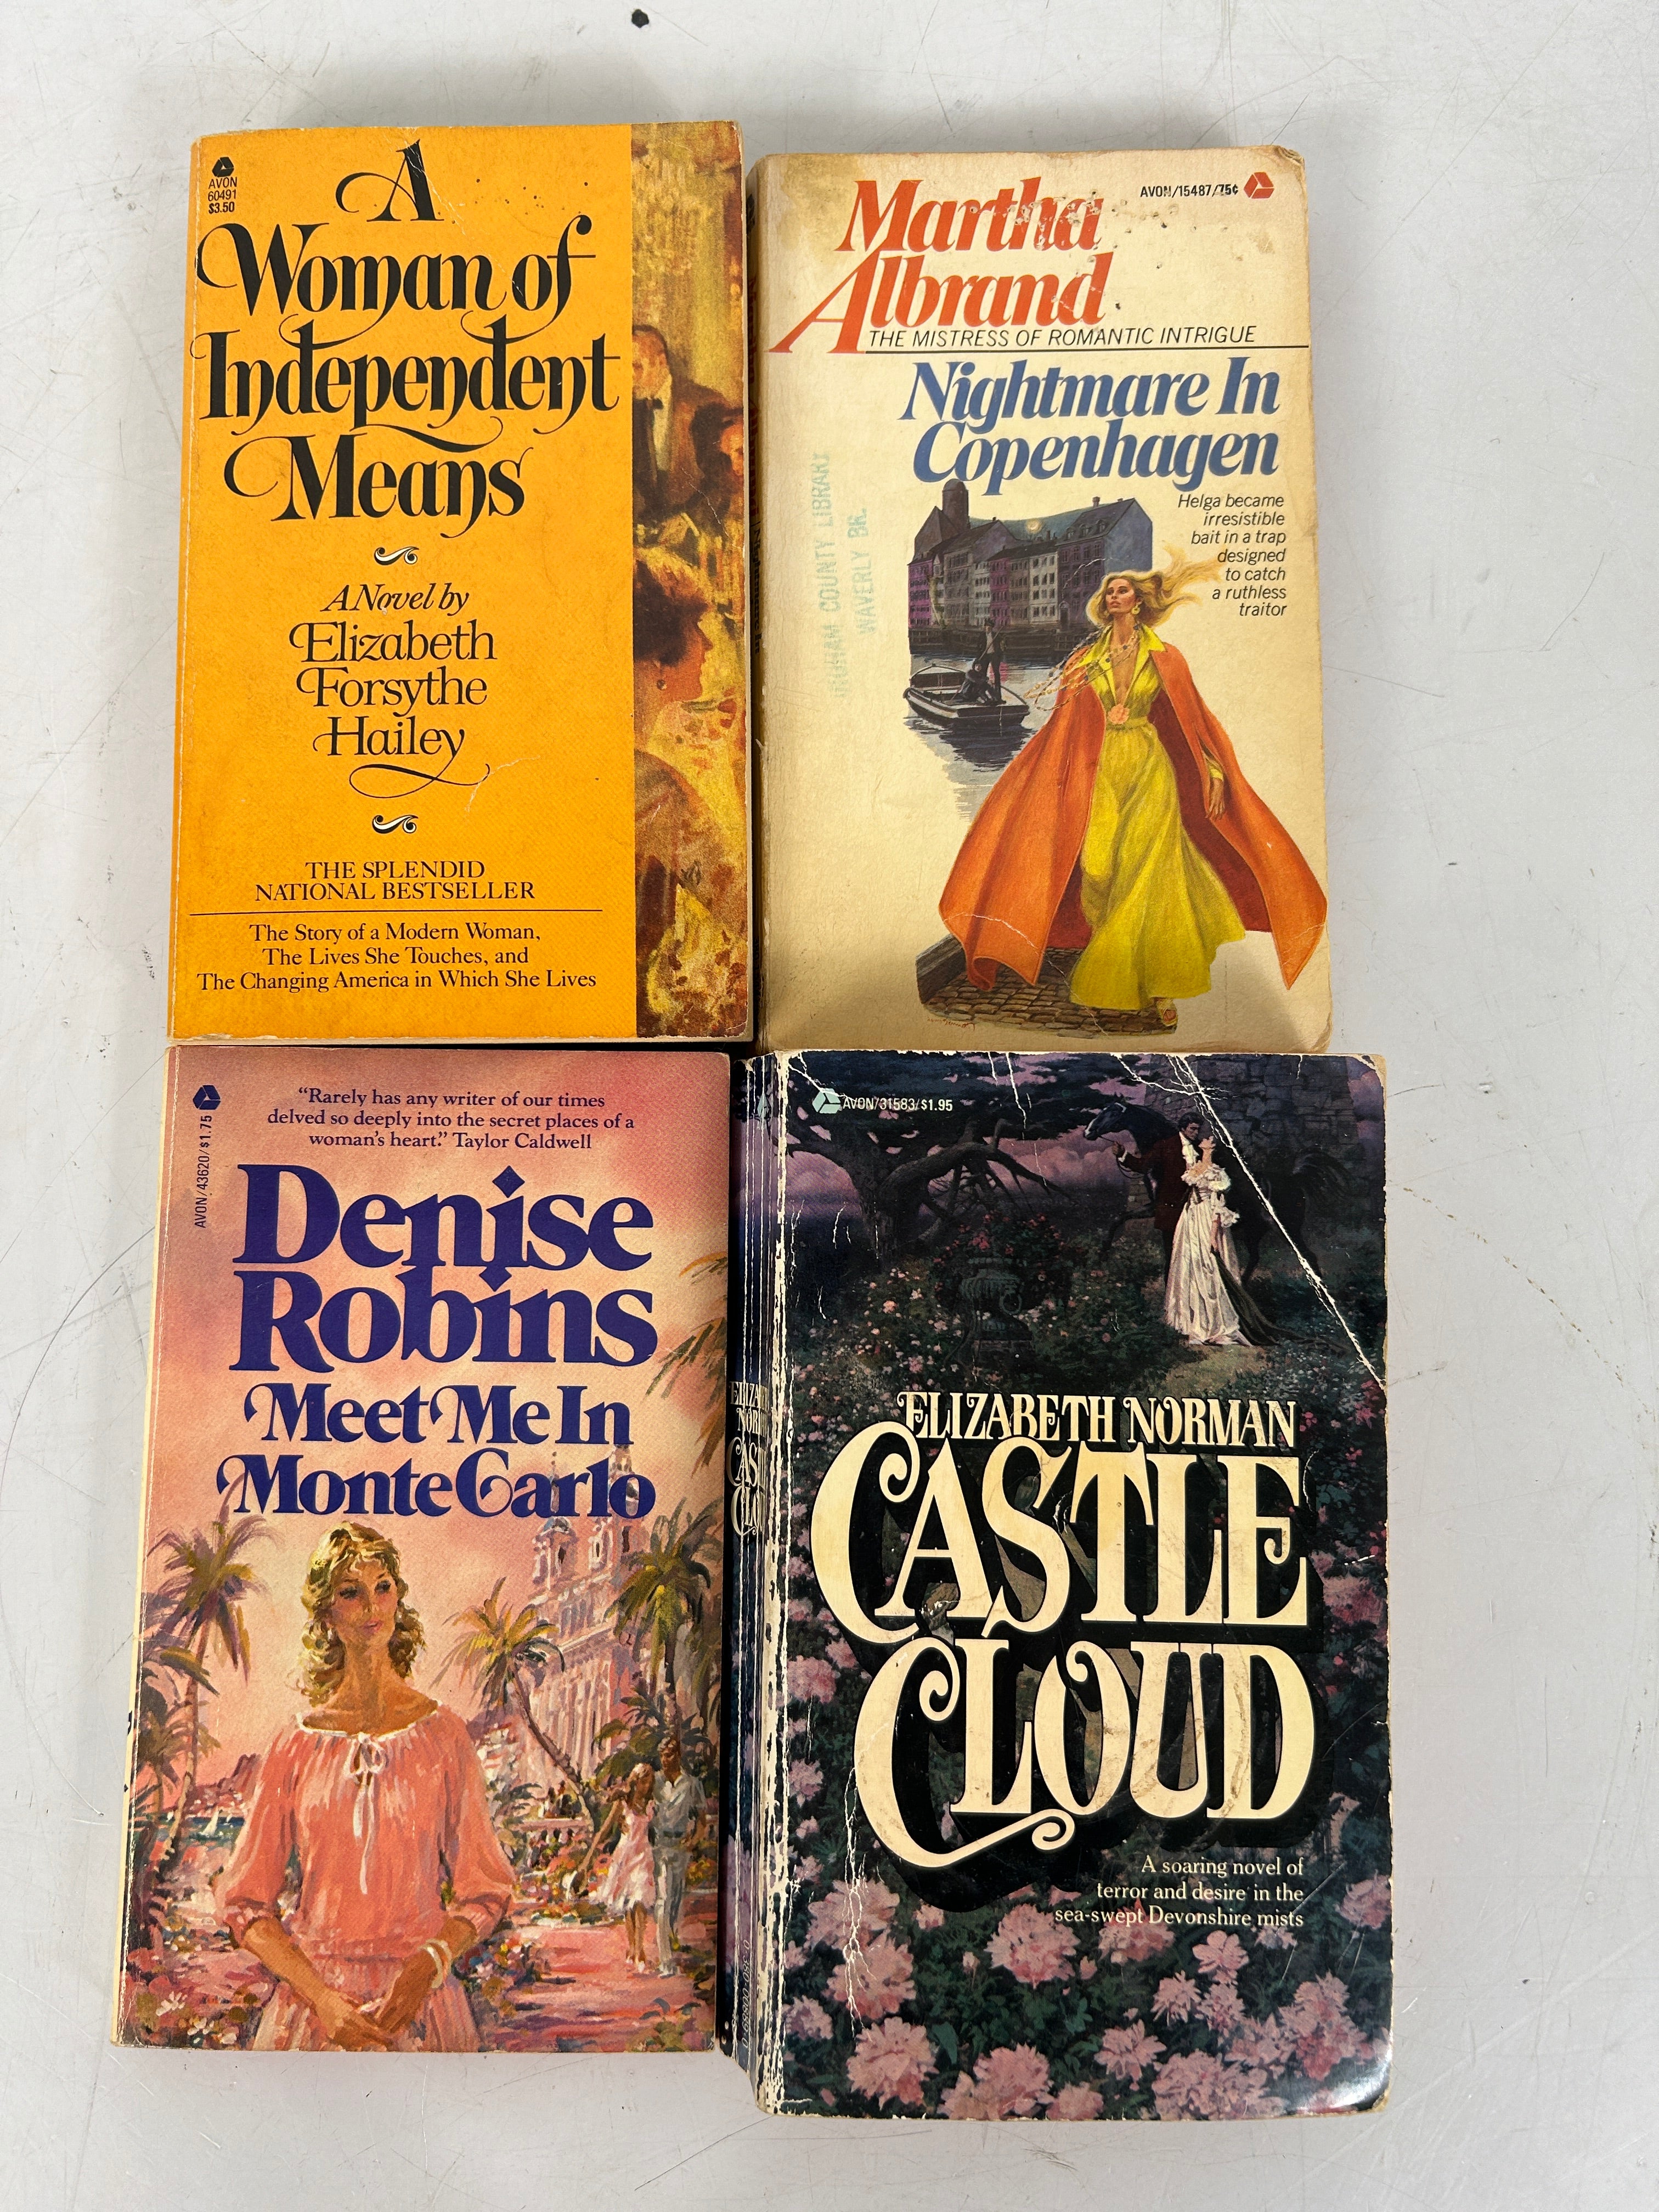 AVON
60491
$3.50
A
Woman of
Independent
Means
A Novel by
Elizabeth
Forsythe
Hailey
THE SPLENDID
NATIONAL BESTSELLER
The Story of a Modern Woman,
The Lives She Touches, and
The Changing America in Which She Lives
AVON/15487/75¢
Martha
Albrand
THE MISTRESS OF ROMANTIC INTRIGUE
Nightmare In
Copenhagen
Helga became
irresistible
bait in a trap
designed
to catch
a ruthless
traitor
COUNTY LIBRARY
WAVERLY BR.
AVON/43620/$1.75
“Rarely has any writer of our times
delved so deeply into the secret places of a
woman's heart.” Taylor Caldwell
Denise
Robins
Meet Me In
Monte Carlo
AVON/31583/$1.95
ELIZABETH NORMAN
CASTLE
CLOUD
A soaring novel of
terror and desire in the
sea-swept Devonshire mists